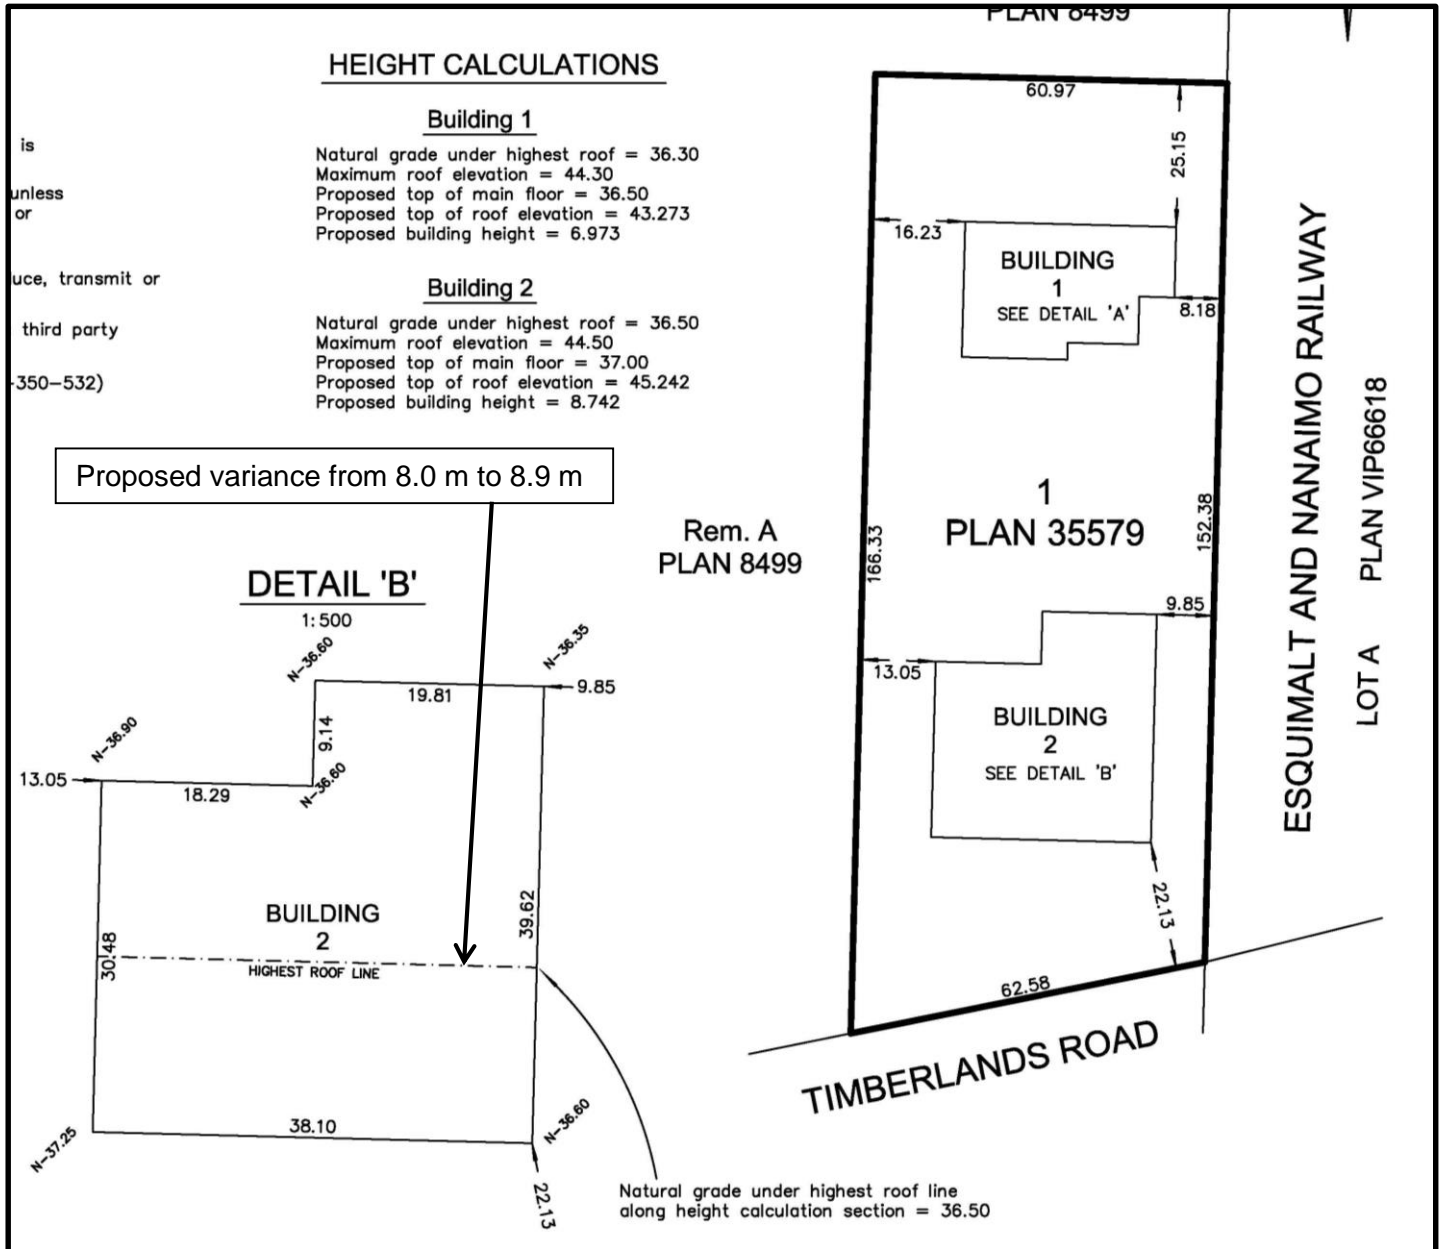 PLAN 8499
HEIGHT CALCULATIONS
Building 1
Natural grade under highest roof = 36.30
Maximum roof elevation = 44.30
Proposed top of main floor = 36.50
Proposed top of roof elevation = 43.273
Proposed building height = 6.973
Building 2
Natural grade under highest roof = 36.50
Maximum roof elevation = 44.50
Proposed top of main floor = 37.00
Proposed top of roof elevation = 45.242
Proposed building height = 8.742
is
unless
or
uce, transmit or
third party
-350-532)
Proposed variance from 8.0 m to 8.9 m
DETAIL 'B'
1:500
N-36.60
N-36.35
19.81
9.85
N-36.90
9.14
13.05
18.29
N-36.60
BUILDING
2
39.62
30.48
HIGHEST ROOF LINE
38.10
N-37.25
N-36.60
22.13
Natural grade under highest roof line
along height calculation section = 36.50
60.97
25.15
16.23
BUILDING
1
SEE DETAIL 'A'
8.18
Rem. A
PLAN 8499
166.33
1
PLAN 35579
152.38
9.85
13.05
BUILDING
2
SEE DETAIL 'B'
22.13
62.58
TIMBERLANDS ROAD
ESQUIMALT AND NANAIMO RAILWAY
LOT A PLAN VIP66618